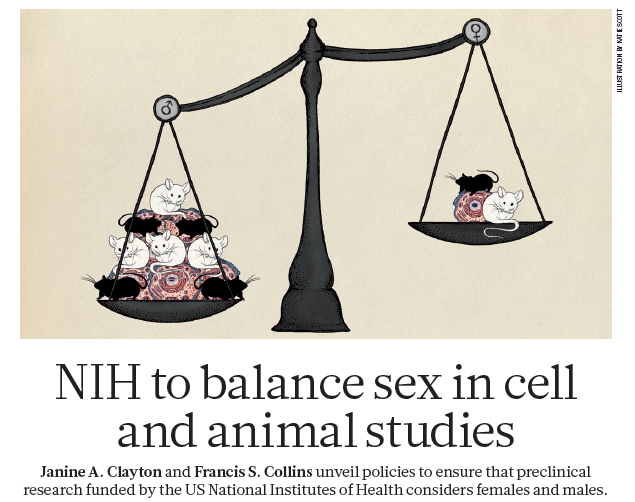 ILLUSTRATION BY KATIE SCOTT
♂
♀
NIH to balance sex in cell
and animal studies
Janine A. Clayton and Francis S. Collins unveil policies to ensure that preclinical
research funded by the US National Institutes of Health considers females and males.